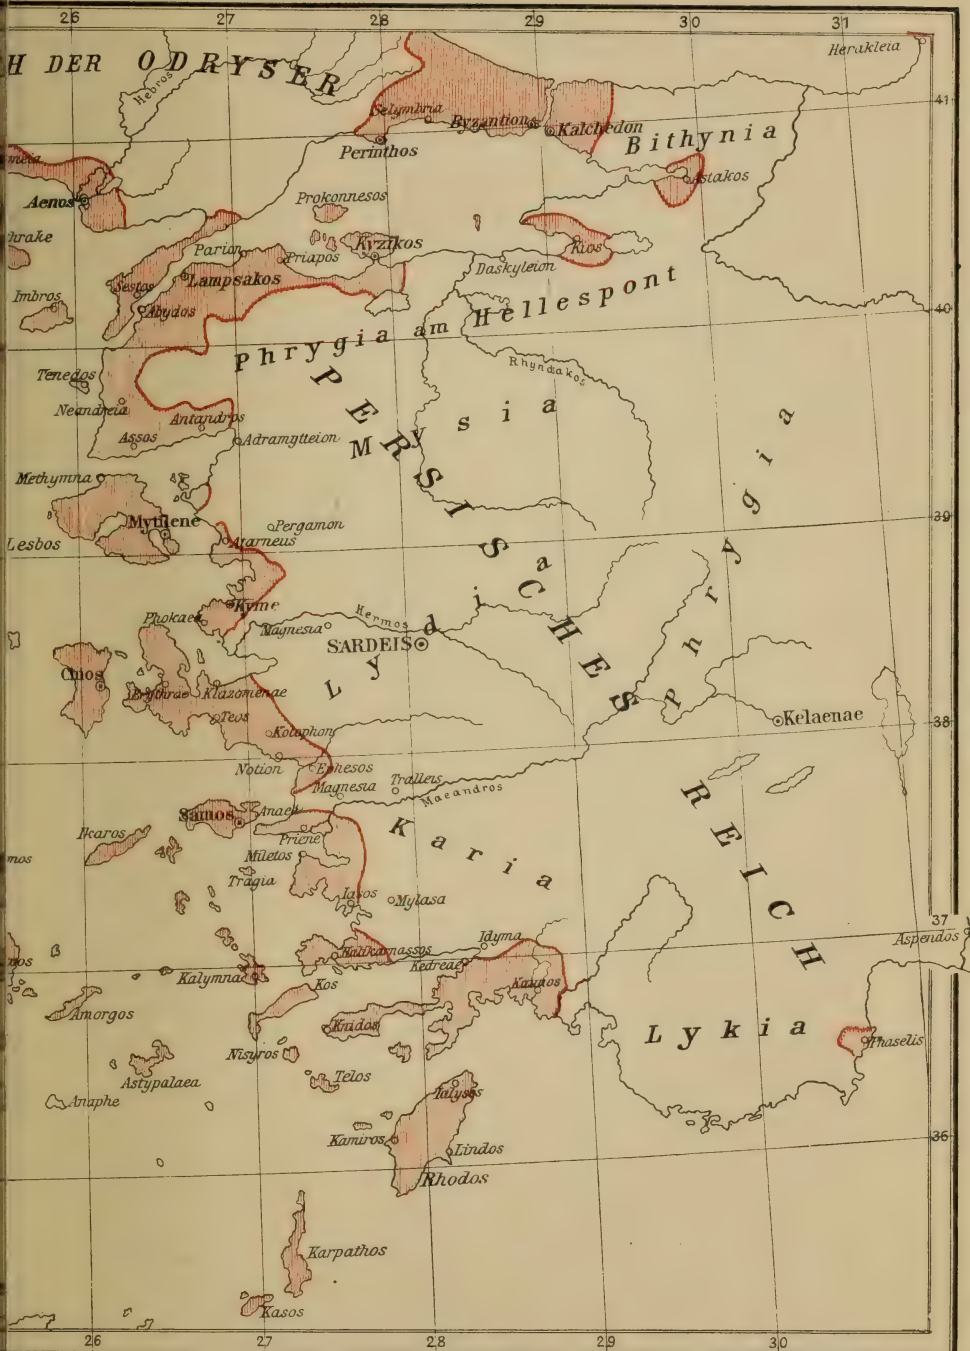 26 27 28 29 30 31
Herakleia
H DER ODRYSER
Hebros
41
Selymbria
Byzantion
Kalchedon
Bithynia
Perinthos
Astakos
Aenos
Prokonnesos
Kyzikos
Kios
Parion
Priapos
Daskyleion
Lampsakos
Sestos
Imbros
Abydos
40
Phrygia am Hellespont
Tenedos
Rhyndakos
Neandreia
Antandros
Assos
Adramytteion
Mysia
PERSISCHES REICH
Methymna
Mytilene
Pergamon
39
Lesbos
Atarneus
Phrygia
Kyme
Phokaea
Magnesia
Hermos
SARDEIS
Lydia
Chios
Erythrae
Klazomenae
Teos
Kolophon
Kelaenae
38
Notion
Ephesos
Magnesia
Tralleis
Maeandros
Samos
Anaea
Ikaros
Priene
Karia
Miletos
Tragia
Iasos
Mylasa
37
Aspendos
Idyma
Halikarnassos
Kedreae
Kalymna
Kos
Kaunos
Amorgos
Knidos
Lykia
Phaselis
Nisyros
Astypalaea
Telos
Anaphe
Ialysos
Kamiros
Lindos
36
Rhodos
Karpathos
Kasos
26 27 28 29 30